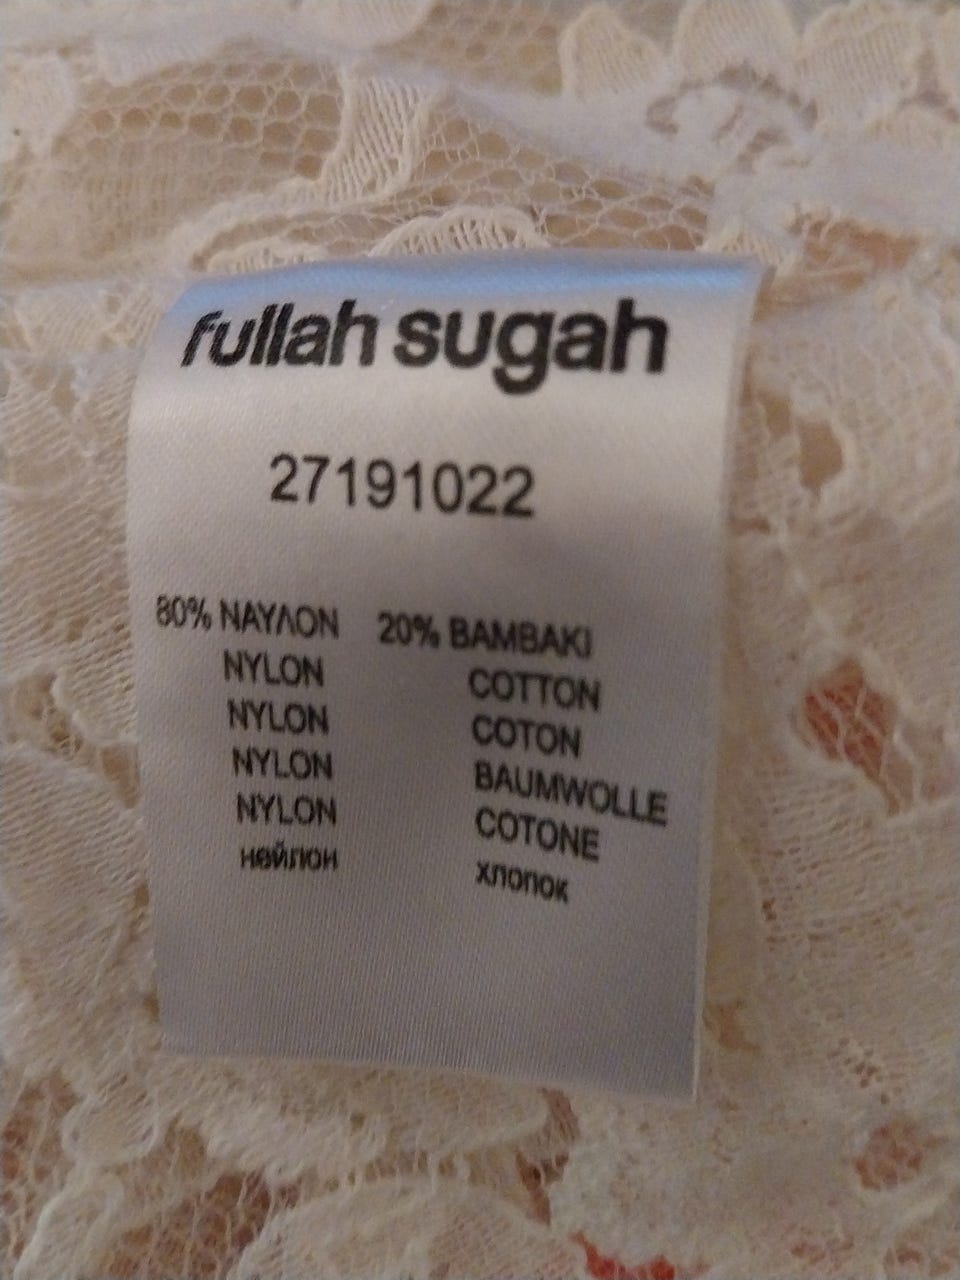 fullah sugah
27191022
80% ΝΑΥΛΟΝ 20% ΒΑΜΒΑΚΙ
NYLON COTTON
NYLON COTON
NYLON BAUMWOLLE
NYLON COTONE
нейлон хлопок